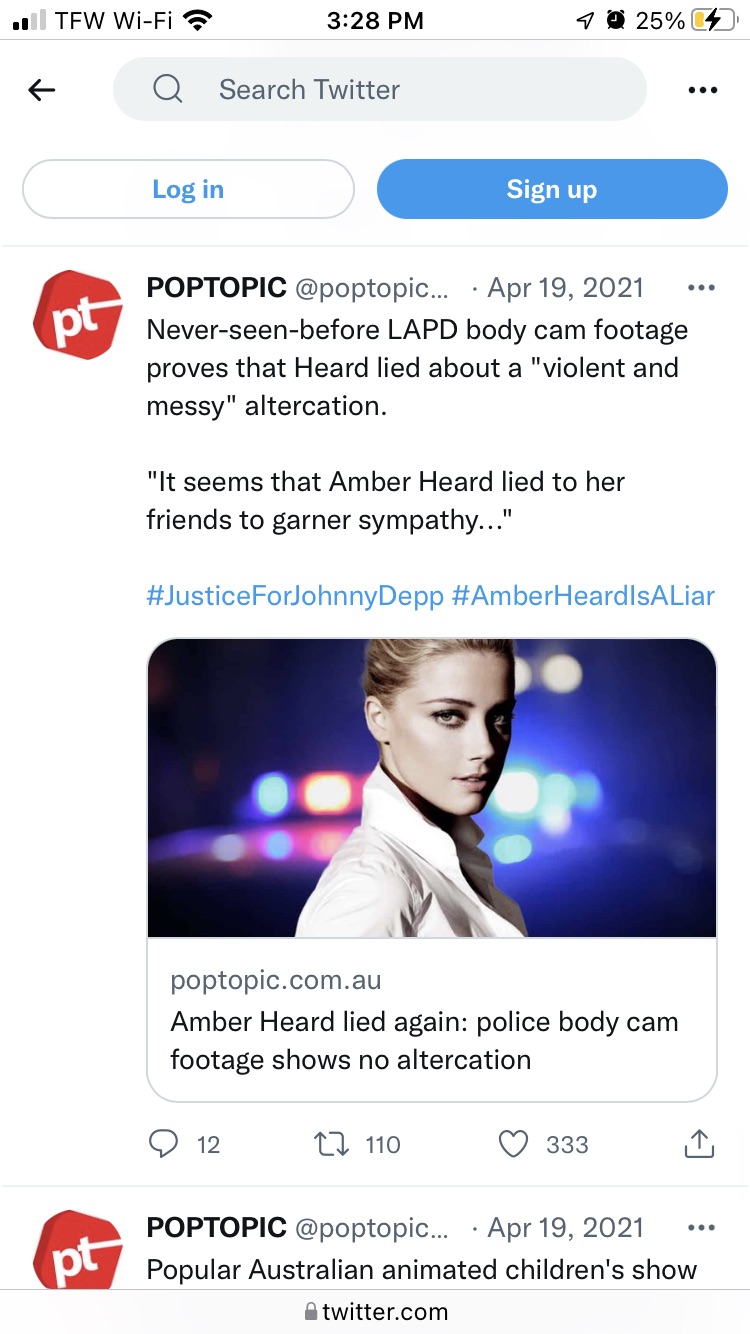 TFW Wi-Fi 3:28 PM 25%
Search Twitter
Log in Sign up
pt
POPTOPIC @poptopic... · Apr 19, 2021
Never-seen-before LAPD body cam footage
proves that Heard lied about a "violent and
messy" altercation.
"It seems that Amber Heard lied to her
friends to garner sympathy..."
#JusticeForJohnnyDepp #AmberHeardIsALiar
poptopic.com.au
Amber Heard lied again: police body cam
footage shows no altercation
12 110 333
pt
POPTOPIC @poptopic... · Apr 19, 2021
Popular Australian animated children's show
twitter.com